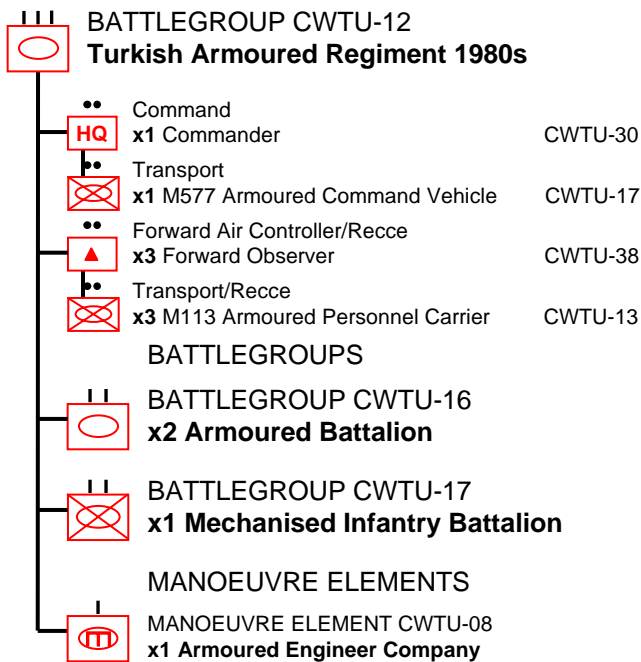 BATTLEGROUP CWTU-12
Turkish Armoured Regiment 1980s
Command
HQ x1 Commander CWTU-30
Transport
x1 M577 Armoured Command Vehicle CWTU-17
Forward Air Controller/Recce
x3 Forward Observer CWTU-38
Transport/Recce
x3 M113 Armoured Personnel Carrier CWTU-13
BATTLEGROUPS
BATTLEGROUP CWTU-16
x2 Armoured Battalion
BATTLEGROUP CWTU-17
x1 Mechanised Infantry Battalion
MANOEUVRE ELEMENTS
MANOEUVRE ELEMENT CWTU-08
x1 Armoured Engineer Company